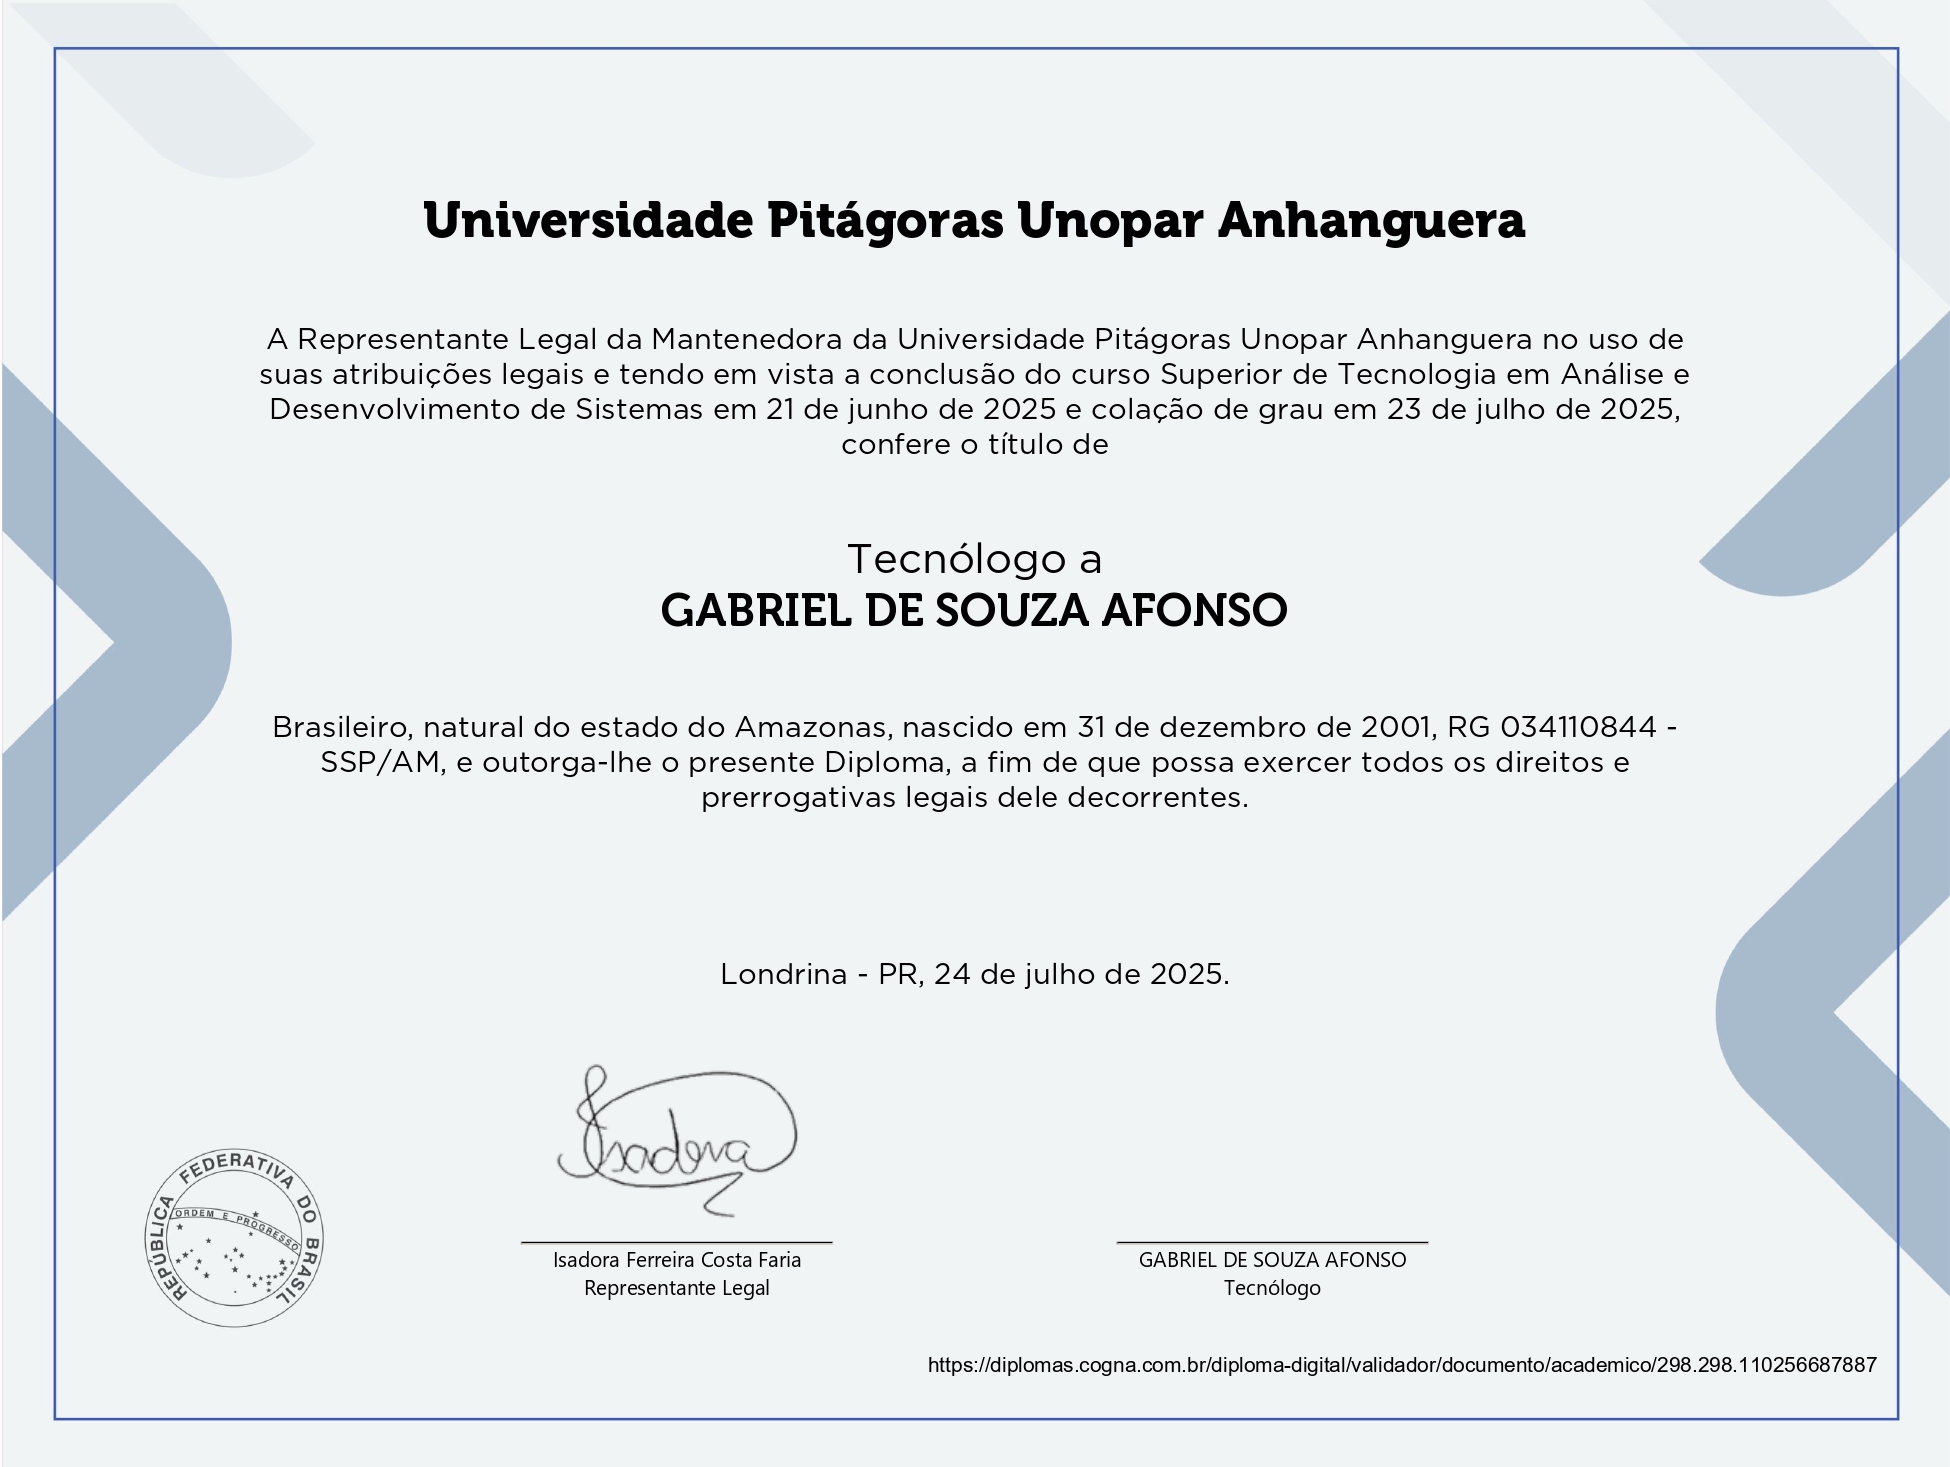 Universidade Pitágoras Unopar Anhanguera
A Representante Legal da Mantenedora da Universidade Pitágoras Unopar Anhanguera no uso de
suas atribuições legais e tendo em vista a conclusão do curso Superior de Tecnologia em Análise e
Desenvolvimento de Sistemas em 21 de junho de 2025 e colação de grau em 23 de julho de 2025,
confere o título de
Tecnólogo a
GABRIEL DE SOUZA AFONSO
Brasileiro, natural do estado do Amazonas, nascido em 31 de dezembro de 2001, RG 034110844 -
SSP/AM, e outorga-lhe o presente Diploma, a fim de que possa exercer todos os direitos e
prerrogativas legais dele decorrentes.
Londrina - PR, 24 de julho de 2025.
Isadora
REPÚBLICA FEDERATIVA DO BRASIL
ORDEM E PROGRESSO
Isadora Ferreira Costa Faria
Representante Legal
GABRIEL DE SOUZA AFONSO
Tecnólogo
https://diplomas.cogna.com.br/diploma-digital/validador/documento/academico/298.298.110256687887